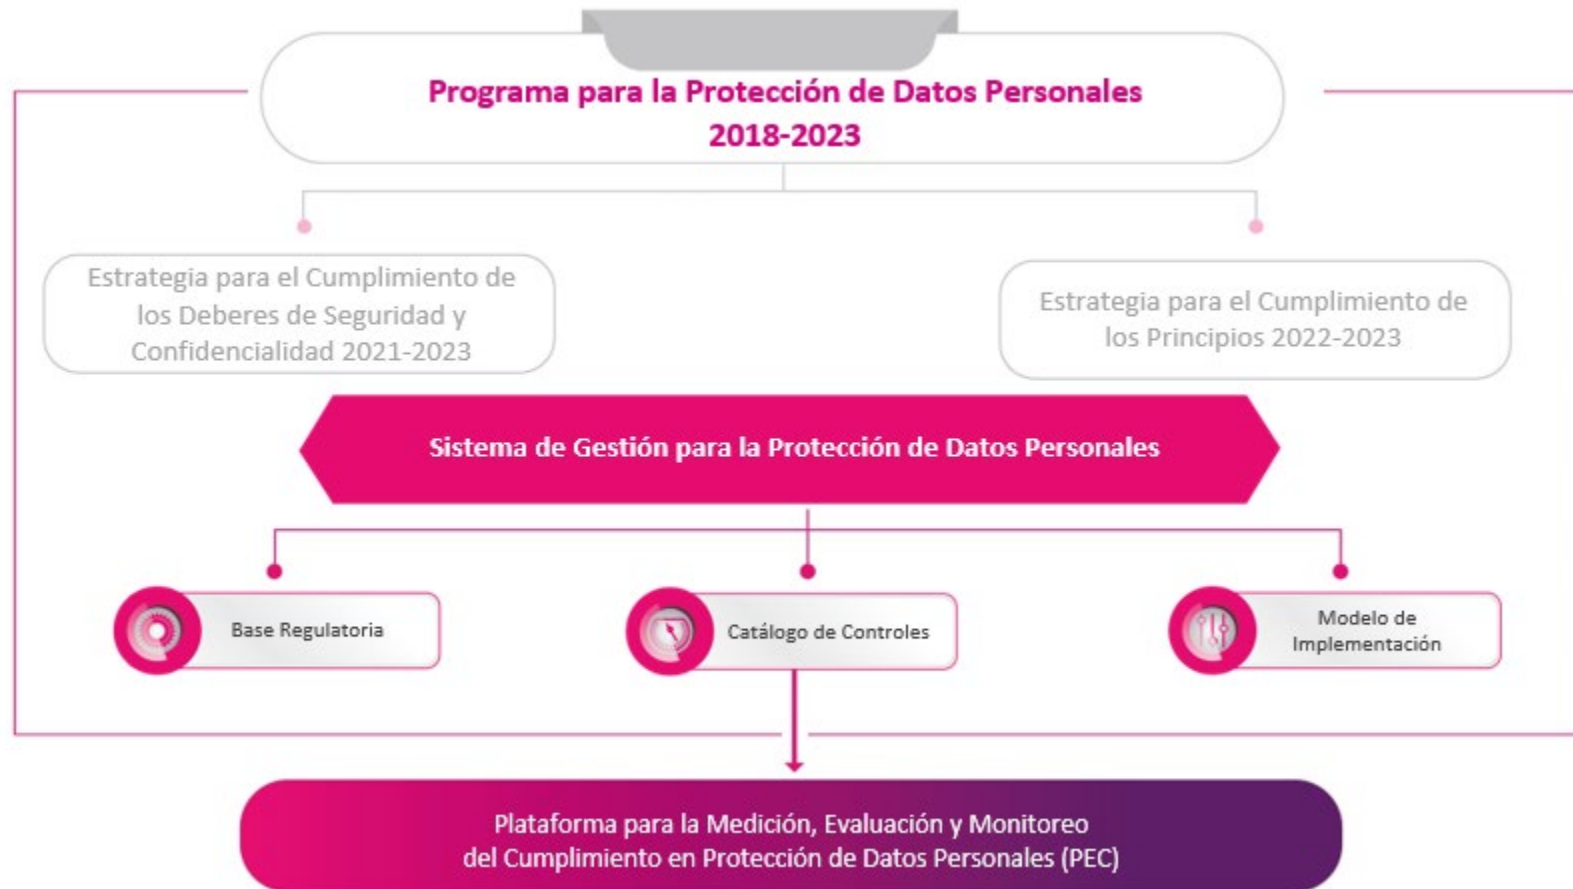 Programa para la Protección de Datos Personales
2018-2023
Estrategia para el Cumplimiento de
los Deberes de Seguridad y
Confidencialidad 2021-2023
Estrategia para el Cumplimiento de
los Principios 2022-2023
Sistema de Gestión para la Protección de Datos Personales
Base Regulatoria
Catálogo de Controles
Modelo de
Implementación
Plataforma para la Medición, Evaluación y Monitoreo
del Cumplimiento en Protección de Datos Personales (PEC)